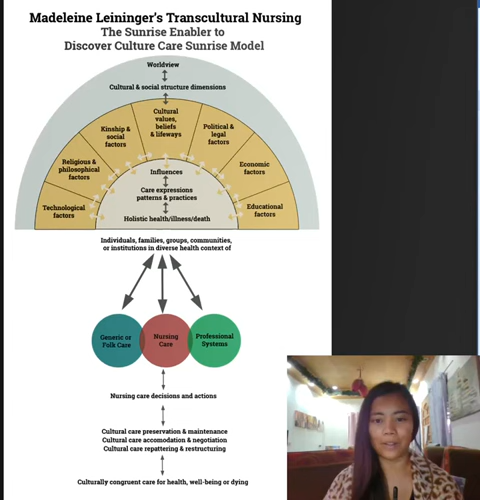 Madeleine Leininger's Transcultural Nursing
The Sunrise Enabler to
Discover Culture Care Sunrise Model
Worldview
Cultural & social structure dimensions
Cultural
values,
beliefs
& lifeways
Kinship &
social
factors
Political &
legal
factors
Religious &
philosophical
factors
Economic
factors
Technological
factors
Educational
factors
Influences
Care expressions
patterns & practices
Holistic health/illness/death
Individuals, families, groups, communities,
or institutions in diverse health context of
Generic or
Folk Care
Nursing
Care
Professional
Systems
Nursing care decisions and actions
Cultural care preservation & maintenance
Cultural care accomodation & negotiation
Cultural care repattering & restructuring
Culturally congruent care for health, well-being or dying